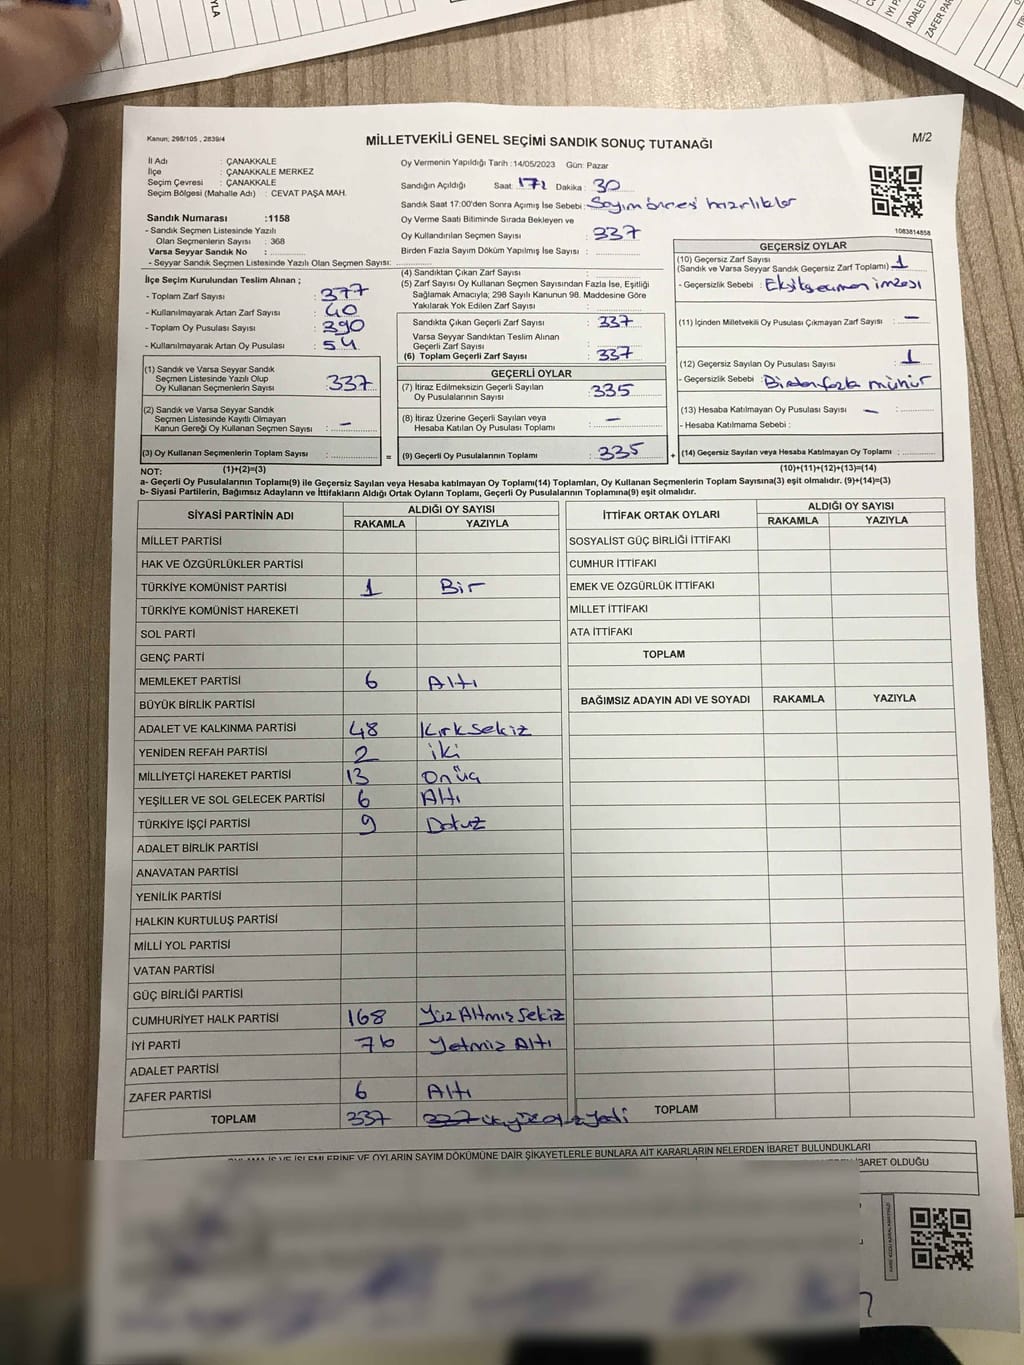 YLA
İYİ P
ADALET
ZAFER PAR
Kanun: 298/105 , 2839/4
MİLLETVEKİLİ GENEL SEÇİMİ SANDIK SONUÇ TUTANAĞI
M/2
İl Adı : ÇANAKKALE
İlçe : ÇANAKKALE MERKEZ
Seçim Çevresi : ÇANAKKALE
Seçim Bölgesi (Mahalle Adı) : CEVAT PAŞA MAH.
Sandık Numarası :1158
- Sandık Seçmen Listesinde Yazılı
Olan Seçmenlerin Sayısı : 368
Varsa Seyyar Sandık No :
- Seyyar Sandık Seçmen Listesinde Yazılı Olan Seçmen Sayısı:
İlçe Seçim Kurulundan Teslim Alınan ;
- Toplam Zarf Sayısı : 377
- Kullanılmayarak Artan Zarf Sayısı : 40
- Toplam Oy Pusulası Sayısı : 390
- Kullanılmayarak Artan Oy Pusulası : 54
(1) Sandık ve Varsa Seyyar Sandık
Seçmen Listesinde Yazılı Olup
Oy Kullanan Seçmenlerin Sayısı : 337
(2) Sandık ve Varsa Seyyar Sandık
Seçmen Listesinde Kayıtlı Olmayan
Kanun Gereği Oy Kullanan Seçmen Sayısı : –
(3) Oy Kullanan Seçmenlerin Toplam Sayısı :
Oy Vermenin Yapıldığı Tarih :14/05/2023 Gün: Pazar
Sandığın Açıldığı Saat: 17 Dakika : 30
Sandık Saat 17:00'den Sonra Açılmış İse Sebebi : Sayım öncesi hazırlıklar
Oy Verme Saati Bitiminde Sırada Bekleyen ve
Oy Kullandırılan Seçmen Sayısı : 337
Birden Fazla Sayım Döküm Yapılmış İse Sayısı :
(4) Sandıktan Çıkan Zarf Sayısı :
(5) Zarf Sayısı Oy Kullanan Seçmen Sayısından Fazla İse, Eşitliği
Sağlamak Amacıyla; 298 Sayılı Kanunun 98. Maddesine Göre
Yakılarak Yok Edilen Zarf Sayısı :
Sandıkta Çıkan Geçerli Zarf Sayısı : 337
Varsa Seyyar Sandıktan Teslim Alınan
Geçerli Zarf Sayısı :
(6) Toplam Geçerli Zarf Sayısı : 337
GEÇERLİ OYLAR
(7) İtiraz Edilmeksizin Geçerli Sayılan
Oy Pusulalarının Sayısı : 335
(8) İtiraz Üzerine Geçerli Sayılan veya
Hesaba Katılan Oy Pusulası Toplamı : –
= (9) Geçerli Oy Pusulalarının Toplamı : 335 +
1083814858
GEÇERSİZ OYLAR
(10) Geçersiz Zarf Sayısı
(Sandık ve Varsa Seyyar Sandık Geçersiz Zarf Toplamı) : 1
- Geçersizlik Sebebi : Eksik seçmen imzası
(11) İçinden Milletvekili Oy Pusulası Çıkmayan Zarf Sayısı : –
(12) Geçersiz Sayılan Oy Pusulası Sayısı : 1
- Geçersizlik Sebebi : Birden fazla mühür
(13) Hesaba Katılmayan Oy Pusulası Sayısı : –
- Hesaba Katılmama Sebebi :
(14) Geçersiz Sayılan veya Hesaba Katılmayan Oy Toplamı :
NOT: (1)+(2)=(3) (10)+(11)+(12)+(13)=(14)
a- Geçerli Oy Pusulalarının Toplamı(9) ile Geçersiz Sayılan veya Hesaba katılmayan Oy Toplamı(14) Toplamları, Oy Kullanan Seçmenlerin Toplam Sayısına(3) eşit olmalıdır. (9)+(14)=(3)
b- Siyasi Partilerin, Bağımsız Adayların ve İttifakların Aldığı Ortak Oyların Toplamı, Geçerli Oy Pusulalarının Toplamına(9) eşit olmalıdır.
SİYASİ PARTİNİN ADI ALDIĞI OY SAYISI
RAKAMLA YAZIYLA
MİLLET PARTİSİ
HAK VE ÖZGÜRLÜKLER PARTİSİ
TÜRKİYE KOMÜNİST PARTİSİ 1 Bir
TÜRKİYE KOMÜNİST HAREKETİ
SOL PARTİ
GENÇ PARTİ
MEMLEKET PARTİSİ 6 Altı
BÜYÜK BİRLİK PARTİSİ
ADALET VE KALKINMA PARTİSİ 48 Kırksekiz
YENİDEN REFAH PARTİSİ 2 iki
MİLLİYETÇİ HAREKET PARTİSİ 13 Onüç
YEŞİLLER VE SOL GELECEK PARTİSİ 6 Altı
TÜRKİYE İŞÇİ PARTİSİ 9 Dokuz
ADALET BİRLİK PARTİSİ
ANAVATAN PARTİSİ
YENİLİK PARTİSİ
HALKIN KURTULUŞ PARTİSİ
MİLLİ YOL PARTİSİ
VATAN PARTİSİ
GÜÇ BİRLİĞİ PARTİSİ
CUMHURİYET HALK PARTİSİ 168 Yüz Altmış Sekiz
İYİ PARTİ 76 Yetmiş Altı
ADALET PARTİSİ
ZAFER PARTİSİ 6 Altı
TOPLAM 337 337
İTTİFAK ORTAK OYLARI ALDIĞI OY SAYISI
RAKAMLA YAZIYLA
SOSYALİST GÜÇ BİRLİĞİ İTTİFAKI
CUMHUR İTTİFAKI
EMEK VE ÖZGÜRLÜK İTTİFAKI
MİLLET İTTİFAKI
ATA İTTİFAKI
TOPLAM
BAĞIMSIZ ADAYIN ADI VE SOYADI RAKAMLA YAZIYLA
TOPLAM
VE İŞLEMLERİNE VE OYLARIN SAYIM DÖKÜMÜNE DAİR ŞİKAYETLERLE BUNLARA AİT KARARLARIN NELERDEN İBARET BULUNDUKLARI
İBARET OLDUĞU